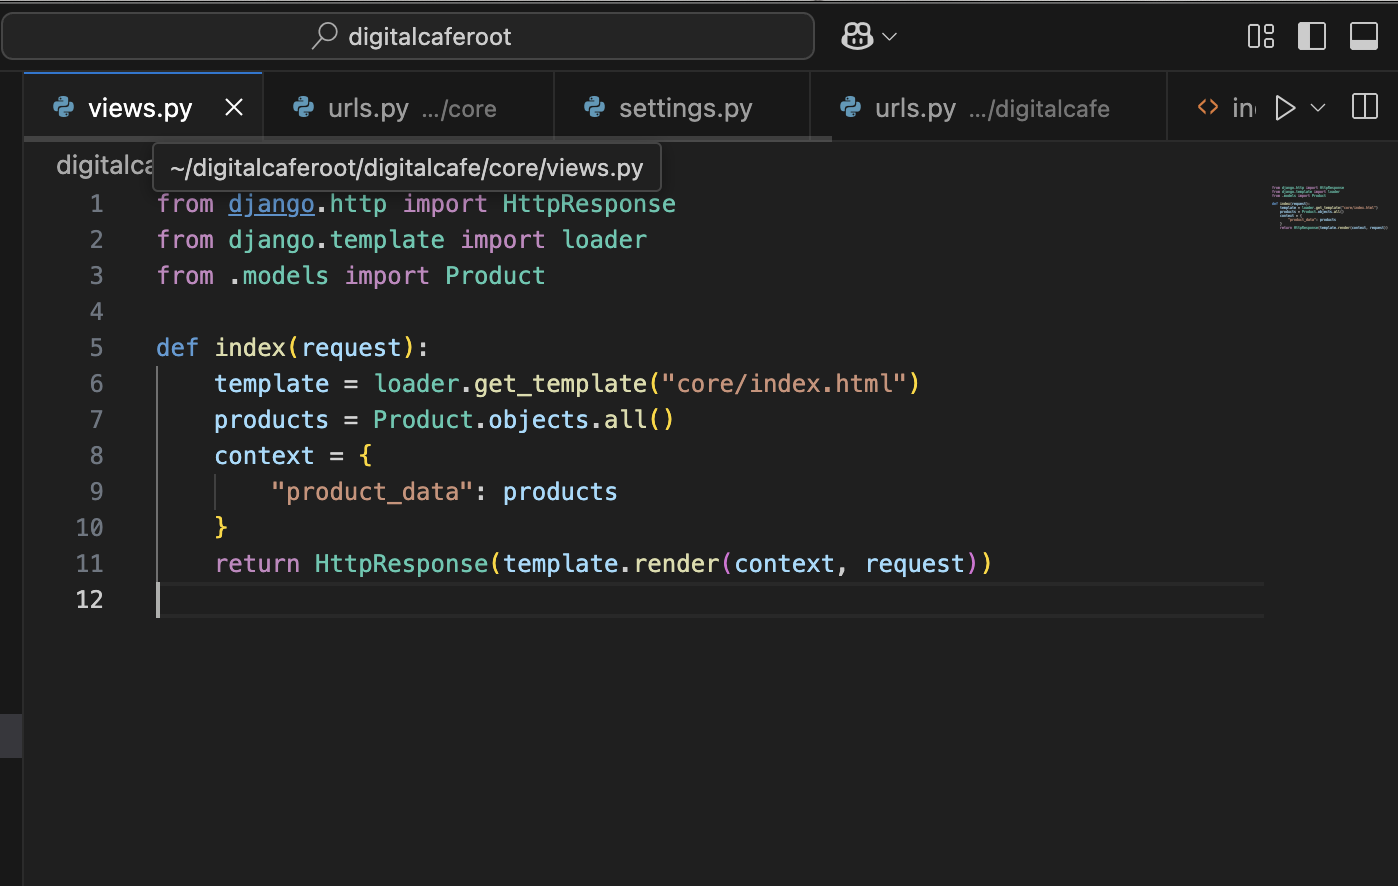 digitalcaferoot
views.py urls.py .../core settings.py urls.py .../digitalcafe
~/digitalcaferoot/digitalcafe/core/views.py
1 from django.http import HttpResponse
2 from django.template import loader
3 from .models import Product
4
5 def index(request):
6     template = loader.get_template("core/index.html")
7     products = Product.objects.all()
8     context = {
9         "product_data": products
10     }
11     return HttpResponse(template.render(context, request))
12